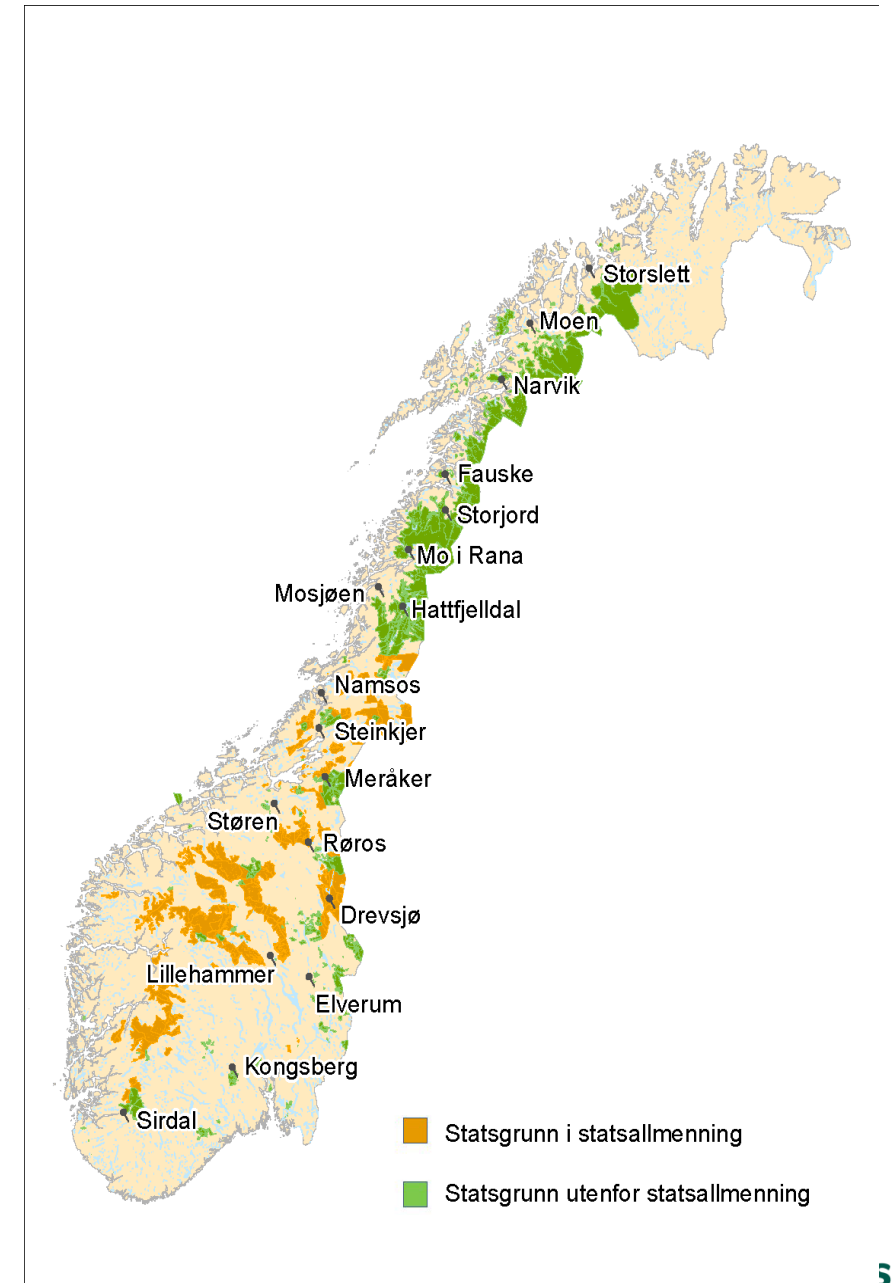 Storslett
Moen
Narvik
Fauske
Storjord
Mo i Rana
Mosjøen
Hattfjelldal
Namsos
Steinkjer
Meråker
Støren
Røros
Drevsjø
Lillehammer
Elverum
Kongsberg
Sirdal
Statsgrunn i statsallmenning
Statsgrunn utenfor statsallmenning